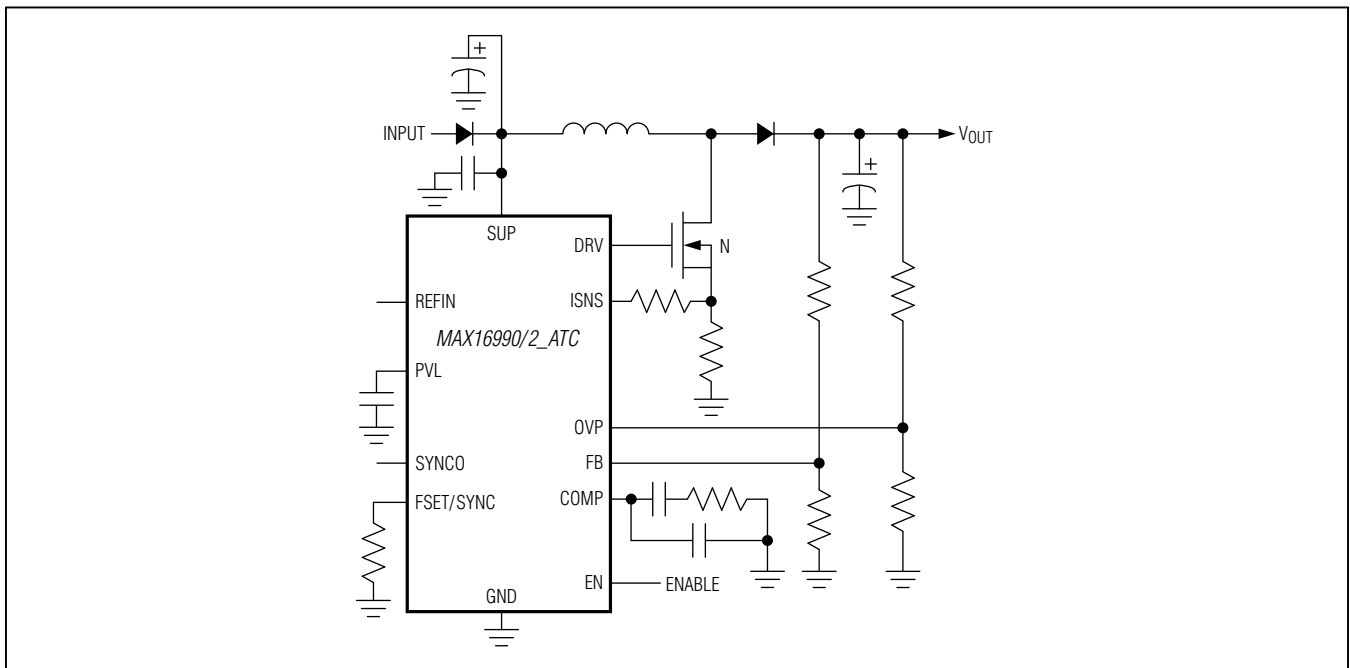 +
INPUT
VOUT
+
SUP
DRV
N
REFIN
ISNS
MAX16990/2_ATC
PVL
OVP
SYNCO
FB
FSET/SYNC
COMP
EN
ENABLE
GND